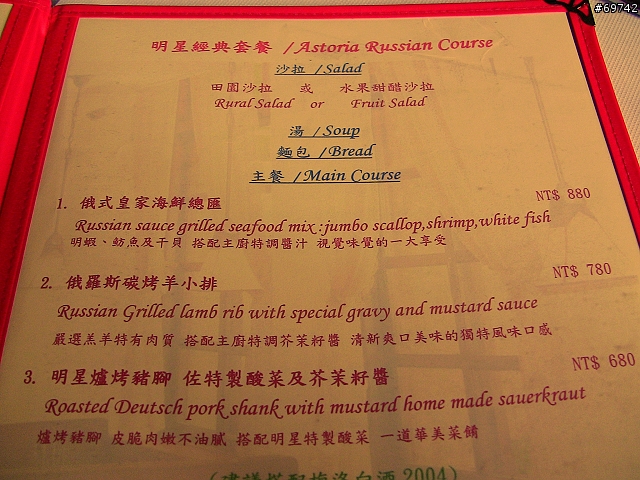 #69742
明星經典套餐 / Astoria Russian Course
沙拉 / Salad
田園沙拉 或 水果甜醋沙拉
Rural Salad or Fruit Salad
湯 / Soup
麵包 / Bread
主餐 / Main Course
1. 俄式皇家海鮮總匯 NT$ 880
Russian sauce grilled seafood mix :jumbo scallop,shrimp,white fish
明蝦、魴魚及干貝 搭配主廚特調醬汁 視覺味覺的一大享受
2. 俄羅斯碳烤羊小排 NT$ 780
Russian Grilled lamb rib with special gravy and mustard sauce
嚴選羔羊特有肉質 搭配主廚特調芥茉籽醬 清新爽口美味的獨特風味口感
3. 明星爐烤豬腳 佐特製酸菜及芥茉籽醬 NT$ 680
Roasted Deutsch pork shank with mustard home made sauerkraut
爐烤豬腳 皮脆肉嫩不油膩 搭配明星特製酸菜 一道華美菜餚
2004)